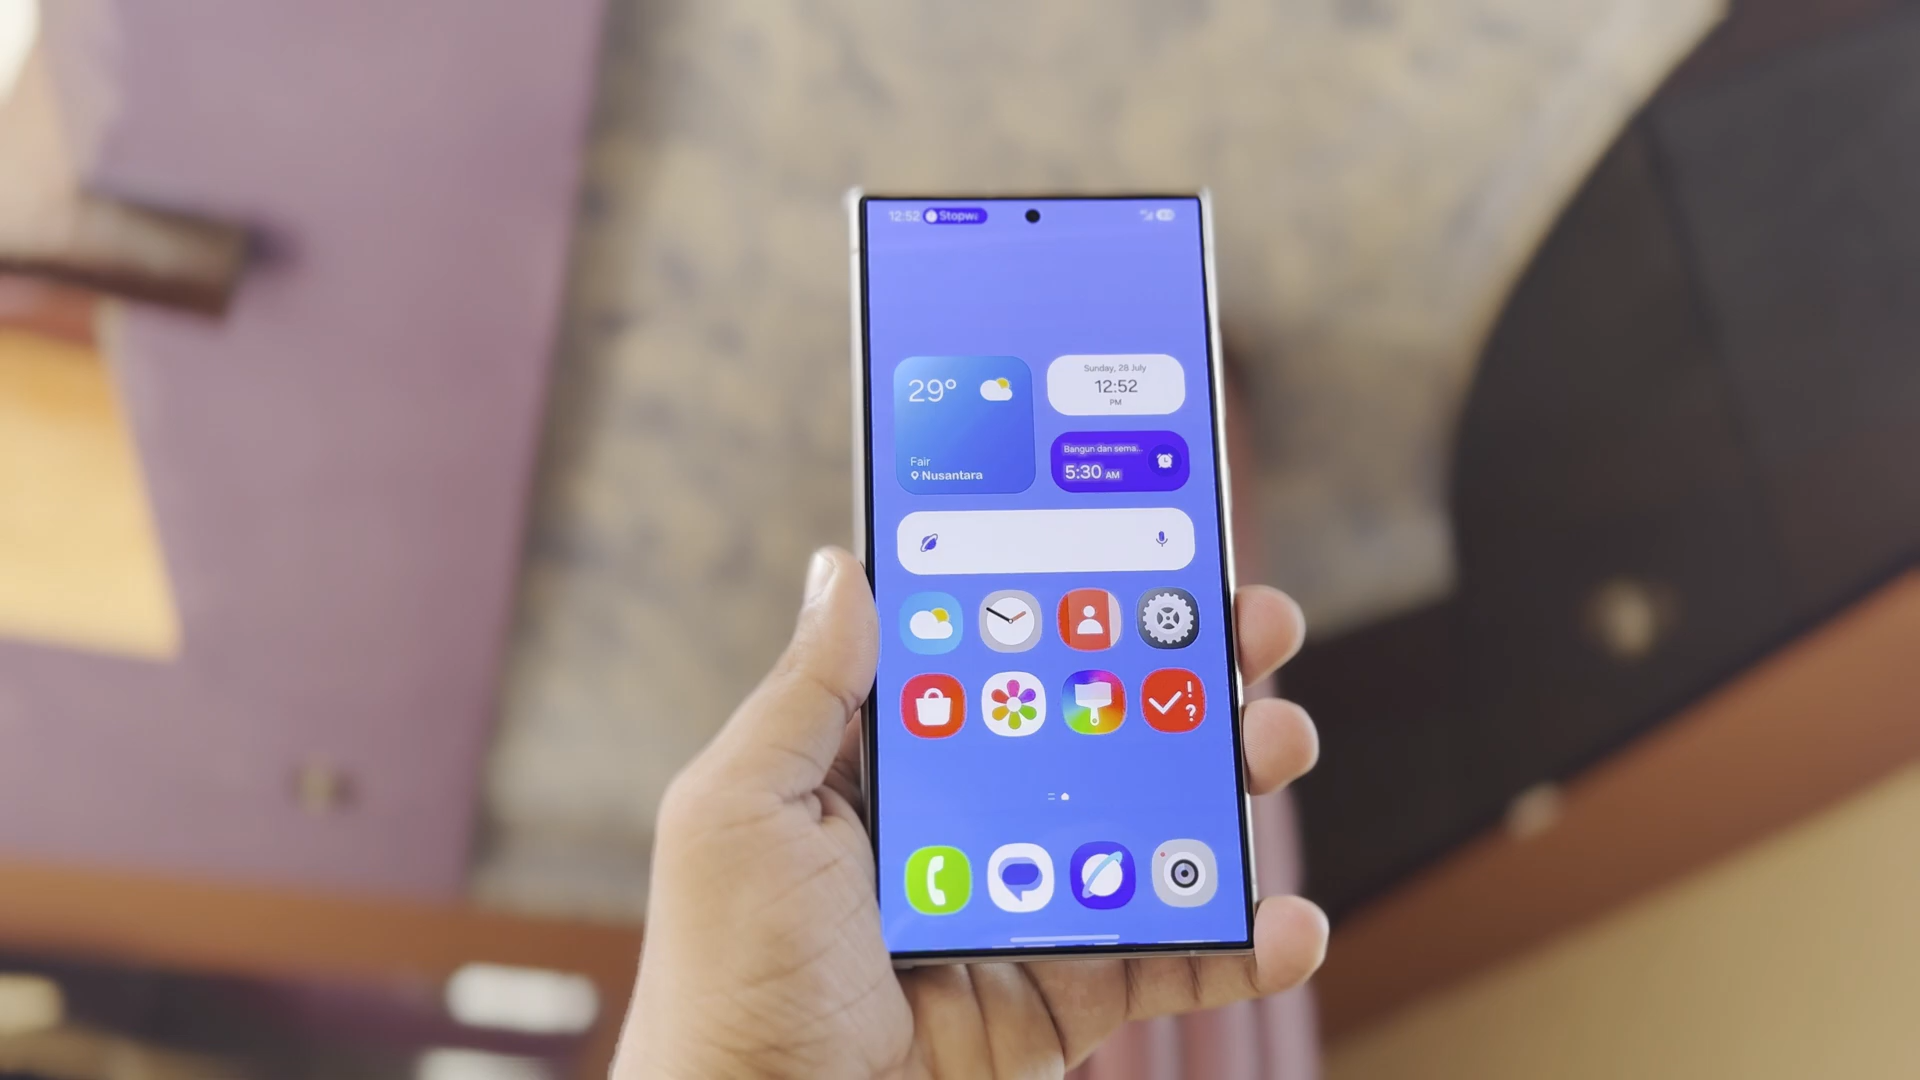 12:52 Stopw
29°
Fair
Nusantara
Sunday, 28 July
12:52
PM
Bangun dan sema...
5:30 AM